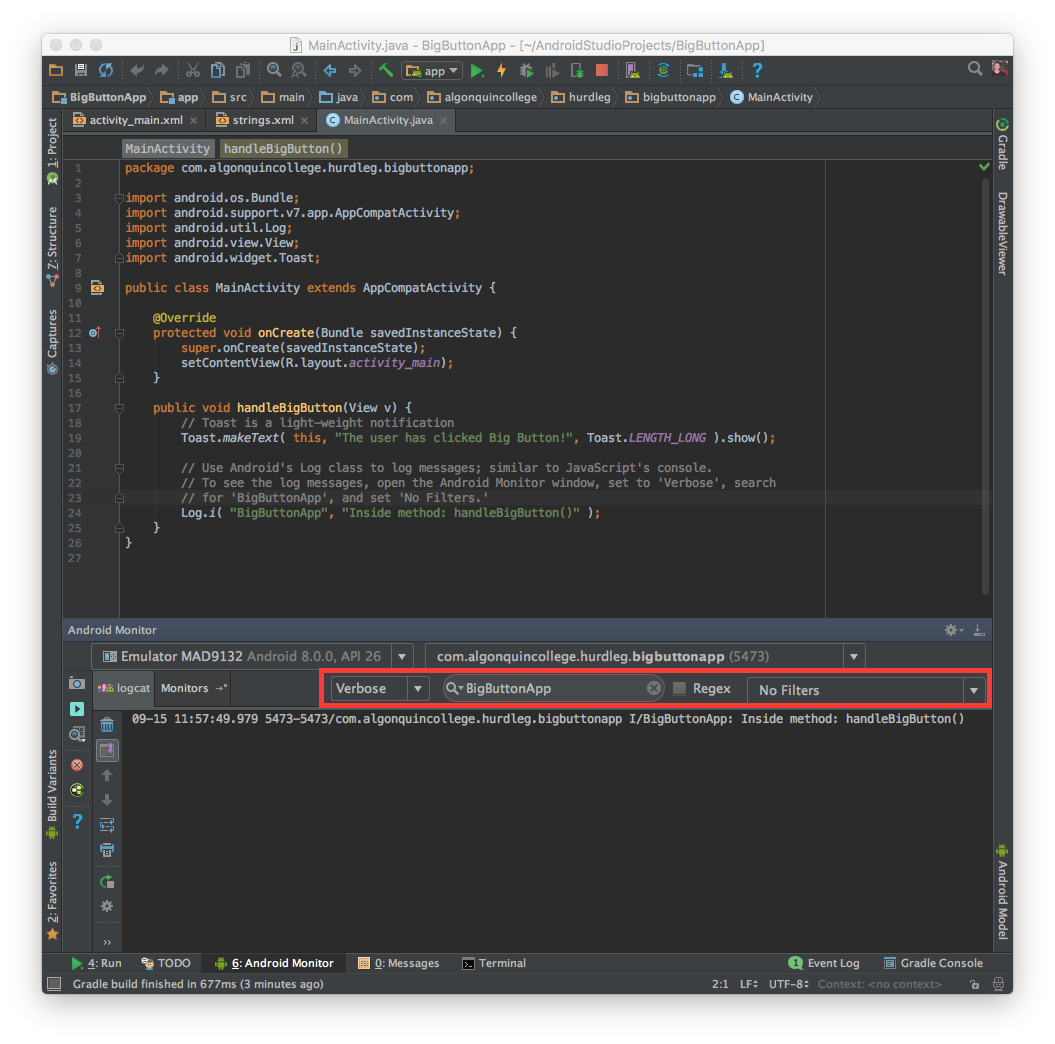 MainActivity.java - BigButtonApp - [~/AndroidStudioProjects/BigButtonApp]
app
BigButtonApp app src main java com algonquincollege hurdleg bigbuttonapp MainActivity
activity_main.xml strings.xml MainActivity.java
1: Project
Z: Structure
Captures
Build Variants
2: Favorites
Gradle
DrawableViewer
Android Model
MainActivity handleBigButton()
1 package com.algonquincollege.hurdleg.bigbuttonapp;
2
3 import android.os.Bundle;
4 import android.support.v7.app.AppCompatActivity;
5 import android.util.Log;
6 import android.view.View;
7 import android.widget.Toast;
8
9 public class MainActivity extends AppCompatActivity {
10
11 @Override
12 protected void onCreate(Bundle savedInstanceState) {
13 super.onCreate(savedInstanceState);
14 setContentView(R.layout.activity_main);
15 }
16
17 public void handleBigButton(View v) {
18 // Toast is a light-weight notification
19 Toast.makeText( this, "The user has clicked Big Button!", Toast.LENGTH_LONG ).show();
20
21 // Use Android's Log class to log messages; similar to JavaScript's console.
22 // To see the log messages, open the Android Monitor window, set to 'Verbose', search
23 // for 'BigButtonApp', and set 'No Filters.'
24 Log.i( "BigButtonApp", "Inside method: handleBigButton()" );
25 }
26 }
27
Android Monitor
Emulator MAD9132 Android 8.0.0, API 26 com.algonquincollege.hurdleg.bigbuttonapp (5473)
logcat Monitors Verbose BigButtonApp Regex No Filters
09-15 11:57:49.979 5473-5473/com.algonquincollege.hurdleg.bigbuttonapp I/BigButtonApp: Inside method: handleBigButton()
4: Run TODO 6: Android Monitor 0: Messages Terminal 1 Event Log Gradle Console
Gradle build finished in 677ms (3 minutes ago) 2:1 LF UTF-8 Context: <no context>